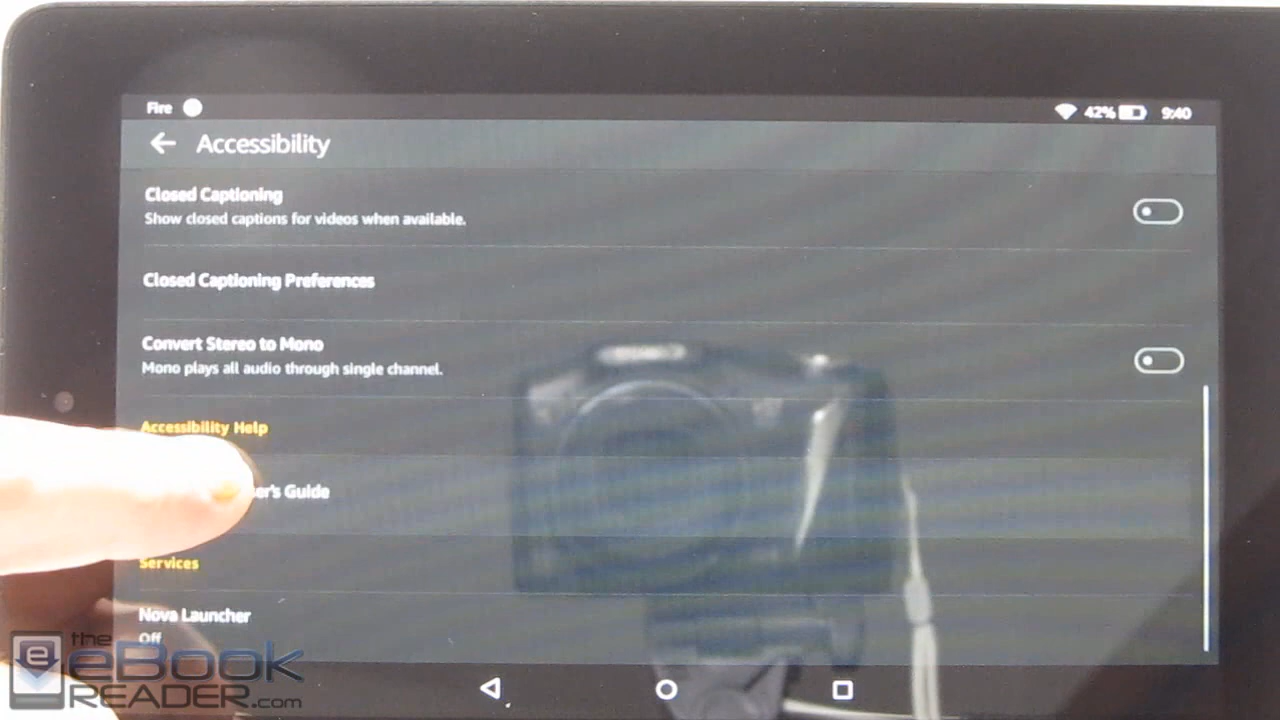 Fire
42% 9:40
Accessibility
Closed Captioning
Show closed captions for videos when available.
Closed Captioning Preferences
Convert Stereo to Mono
Mono plays all audio through single channel.
Accessibility Help
Guide
Services
Nova Launcher
Off
the
eBook
READER.com